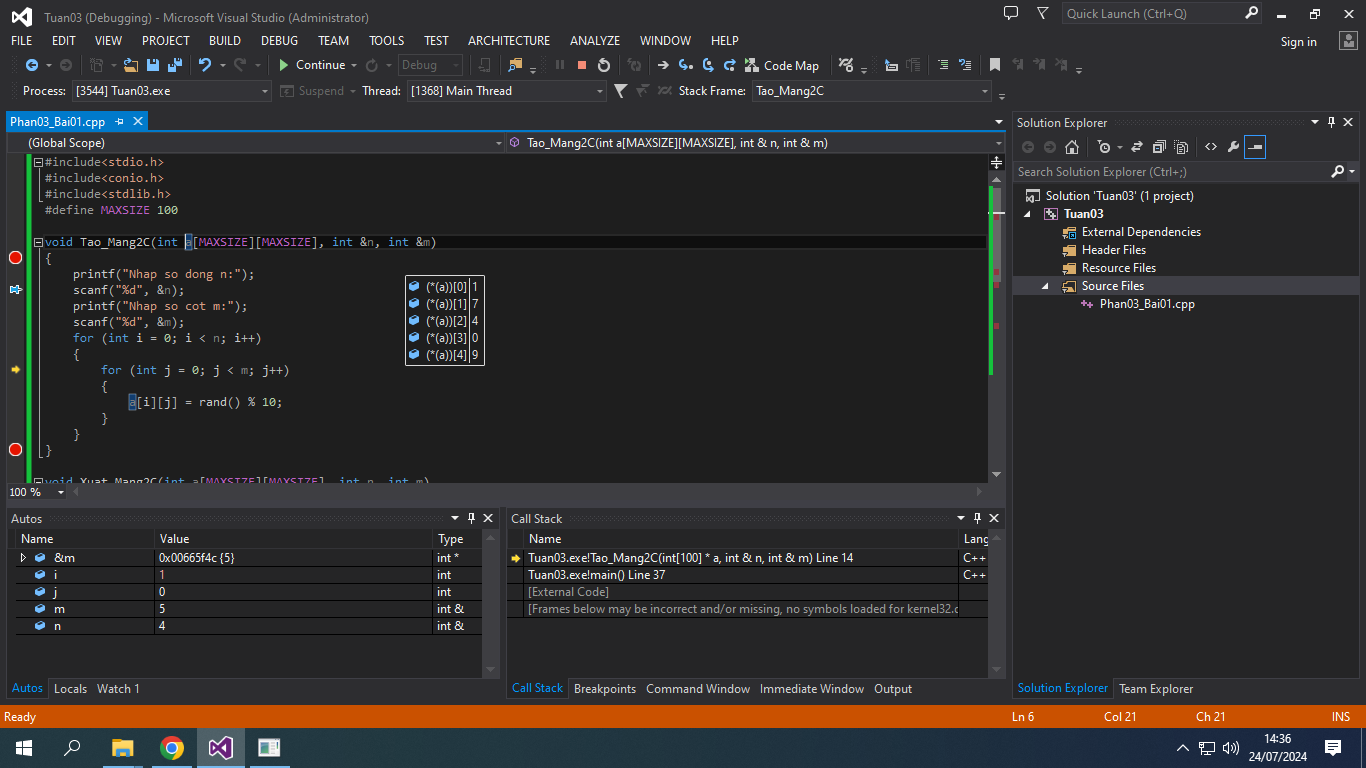 Tuan03 (Debugging) - Microsoft Visual Studio (Administrator)
Quick Launch (Ctrl+Q)
FILE EDIT VIEW PROJECT BUILD DEBUG TEAM TOOLS TEST ARCHITECTURE ANALYZE WINDOW HELP
Sign in
Continue Debug Code Map
Process: [3544] Tuan03.exe Suspend Thread: [1368] Main Thread Stack Frame: Tao_Mang2C
Phan03_Bai01.cpp
(Global Scope) Tao_Mang2C(int a[MAXSIZE][MAXSIZE], int & n, int & m)
#include<stdio.h>
#include<conio.h>
#include<stdlib.h>
#define MAXSIZE 100
void Tao_Mang2C(int a[MAXSIZE][MAXSIZE], int &n, int &m)
{
printf("Nhap so dong n:");
scanf("%d", &n);
printf("Nhap so cot m:");
scanf("%d", &m);
for (int i = 0; i < n; i++)
{
for (int j = 0; j < m; j++)
{
a[i][j] = rand() % 10;
}
}
}
void Xuat_Mang2C(int a[MAXSIZE][MAXSIZE], int n, int m)
(*(a))[0] 1
(*(a))[1] 7
(*(a))[2] 4
(*(a))[3] 0
(*(a))[4] 9
100 %
Solution Explorer
Search Solution Explorer (Ctrl+;)
Solution 'Tuan03' (1 project)
Tuan03
External Dependencies
Header Files
Resource Files
Source Files
Phan03_Bai01.cpp
Autos
Name Value Type
&m 0x00665f4c {5} int *
i 1 int
j 0 int
m 5 int &
n 4 int &
Autos Locals Watch 1
Call Stack
Name Lang
Tuan03.exe!Tao_Mang2C(int[100] * a, int & n, int & m) Line 14 C++
Tuan03.exe!main() Line 37 C++
[External Code]
[Frames below may be incorrect and/or missing, no symbols loaded for kernel32.d
Call Stack Breakpoints Command Window Immediate Window Output
Solution Explorer Team Explorer
Ready Ln 6 Col 21 Ch 21 INS
14:36
24/07/2024